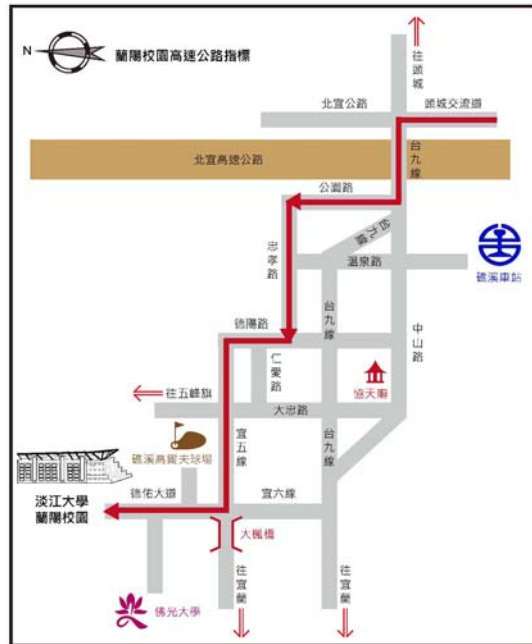 N
蘭陽校園高速公路指標
往頭城
北宜公路
頭城交流道
北宜高速公路
台九線
公園路
台九線
忠孝路
溫泉路
礁溪車站
德陽路
台九線
中山路
仁愛路
協天廟
往五峰旗
大忠路
礁溪高爾夫球場
宜五線
台九線
淡江大學
蘭陽校園
德佑大道
宜六線
大楓橋
佛光大學
往宜蘭
往宜蘭